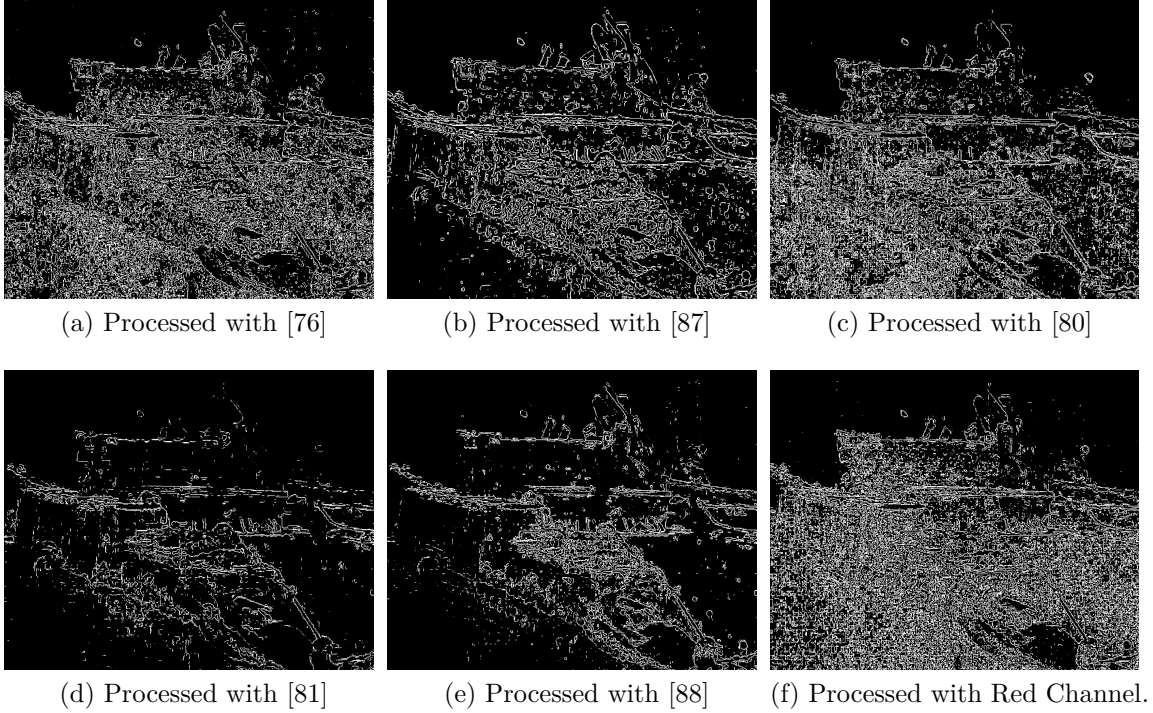 (a) Processed with [76]
(b) Processed with [87]
(c) Processed with [80]
(d) Processed with [81]
(e) Processed with [88]
(f) Processed with Red Channel.